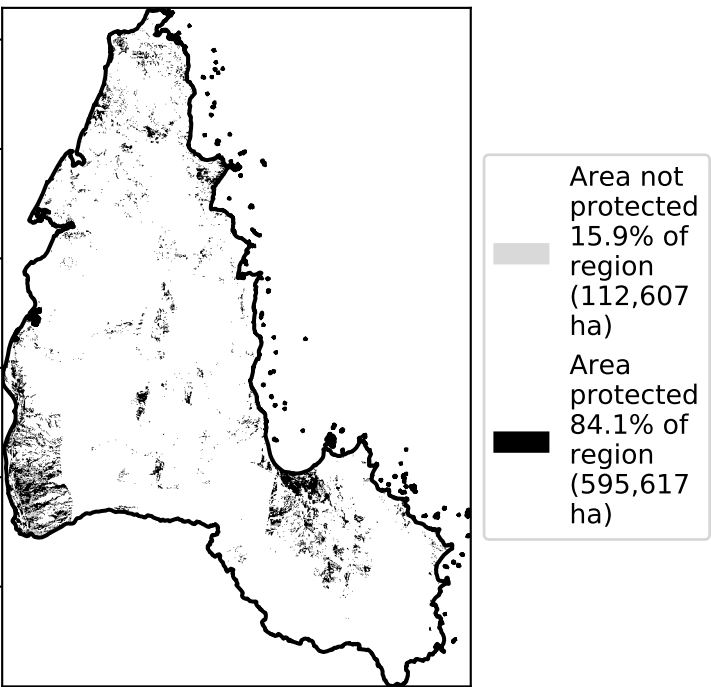 Area not
protected
15.9% of
region
(112,607
ha)
Area
protected
84.1% of
region
(595,617
ha)